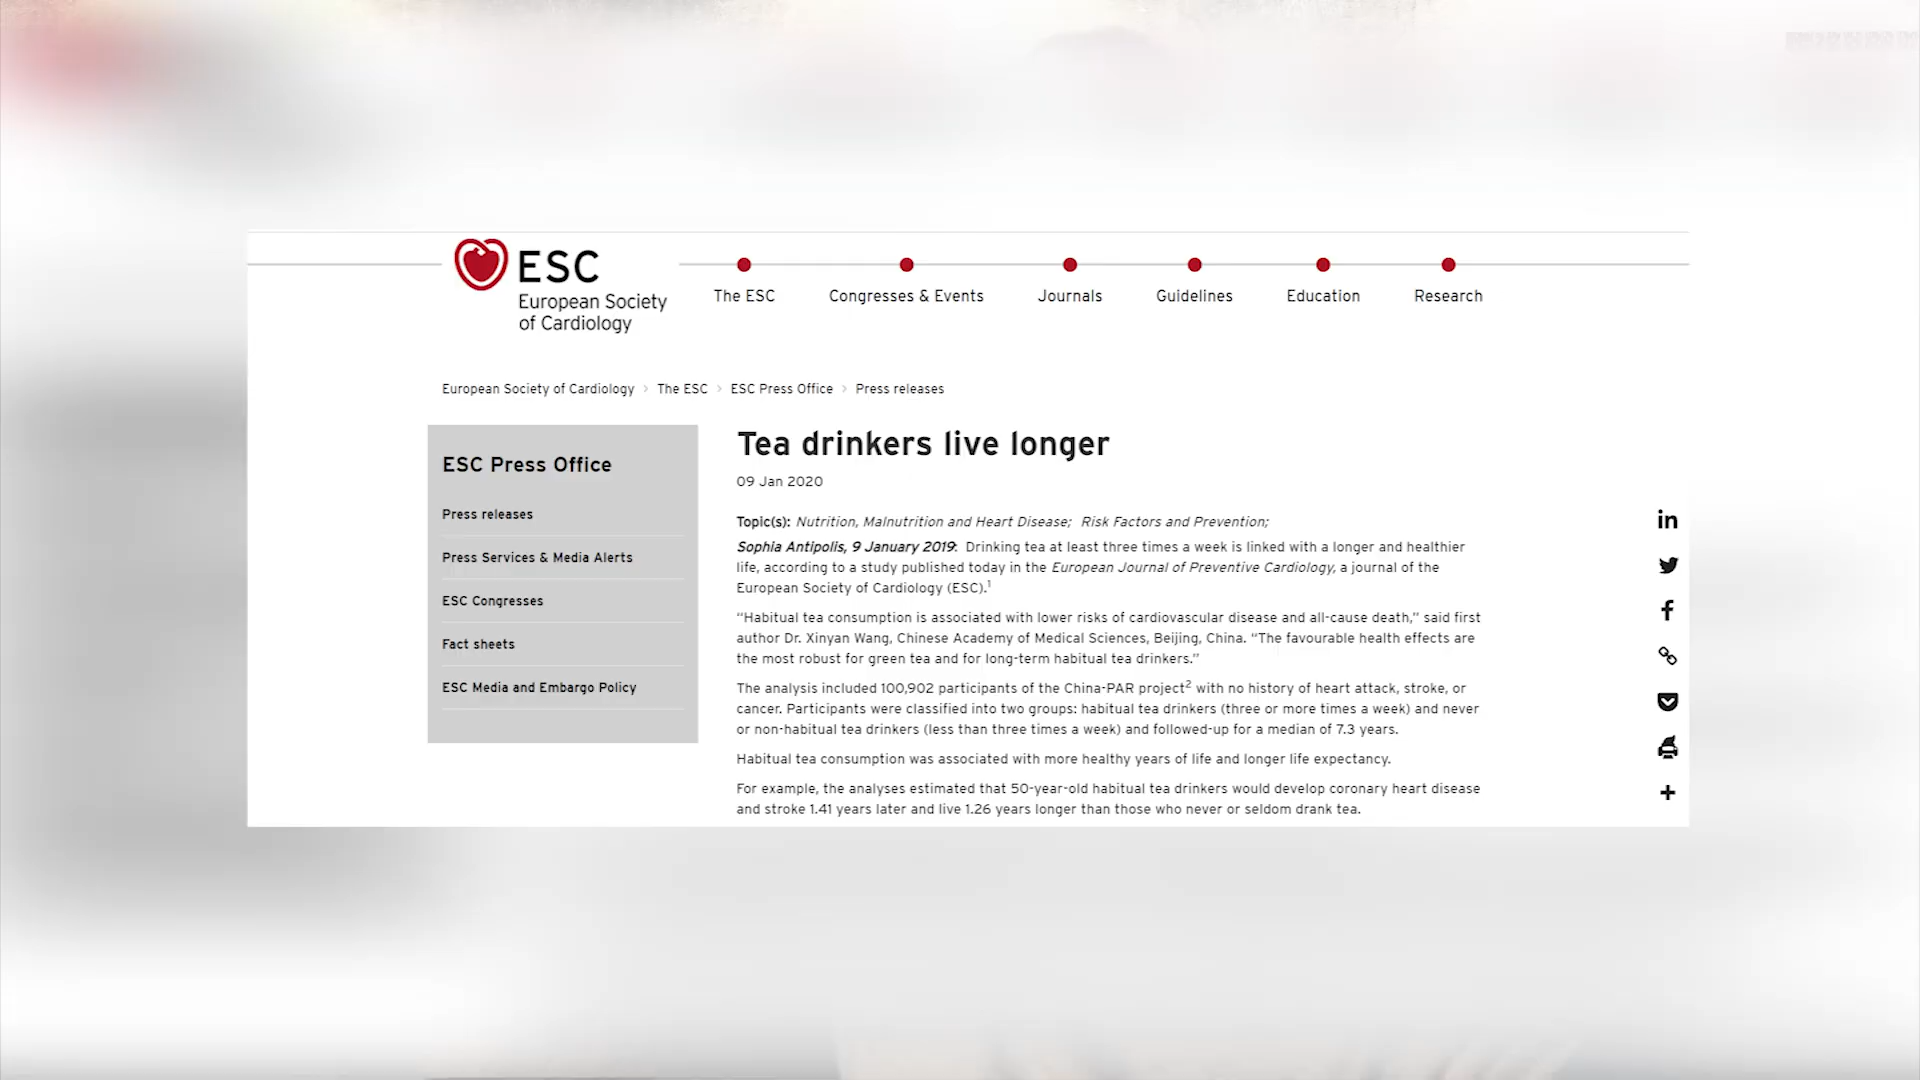 ESC
European Society
of Cardiology
The ESC
Congresses & Events
Journals
Guidelines
Education
Research
European Society of Cardiology > The ESC > ESC Press Office > Press releases
ESC Press Office
Press releases
Press Services & Media Alerts
ESC Congresses
Fact sheets
ESC Media and Embargo Policy
Tea drinkers live longer
09 Jan 2020
Topic(s): Nutrition, Malnutrition and Heart Disease; Risk Factors and Prevention;
Sophia Antipolis, 9 January 2019: Drinking tea at least three times a week is linked with a longer and healthier
life, according to a study published today in the European Journal of Preventive Cardiology, a journal of the
European Society of Cardiology (ESC).1
“Habitual tea consumption is associated with lower risks of cardiovascular disease and all-cause death,” said first
author Dr. Xinyan Wang, Chinese Academy of Medical Sciences, Beijing, China. “The favourable health effects are
the most robust for green tea and for long-term habitual tea drinkers.”
The analysis included 100,902 participants of the China-PAR project2 with no history of heart attack, stroke, or
cancer. Participants were classified into two groups: habitual tea drinkers (three or more times a week) and never
or non-habitual tea drinkers (less than three times a week) and followed-up for a median of 7.3 years.
Habitual tea consumption was associated with more healthy years of life and longer life expectancy.
For example, the analyses estimated that 50-year-old habitual tea drinkers would develop coronary heart disease
and stroke 1.41 years later and live 1.26 years longer than those who never or seldom drank tea.